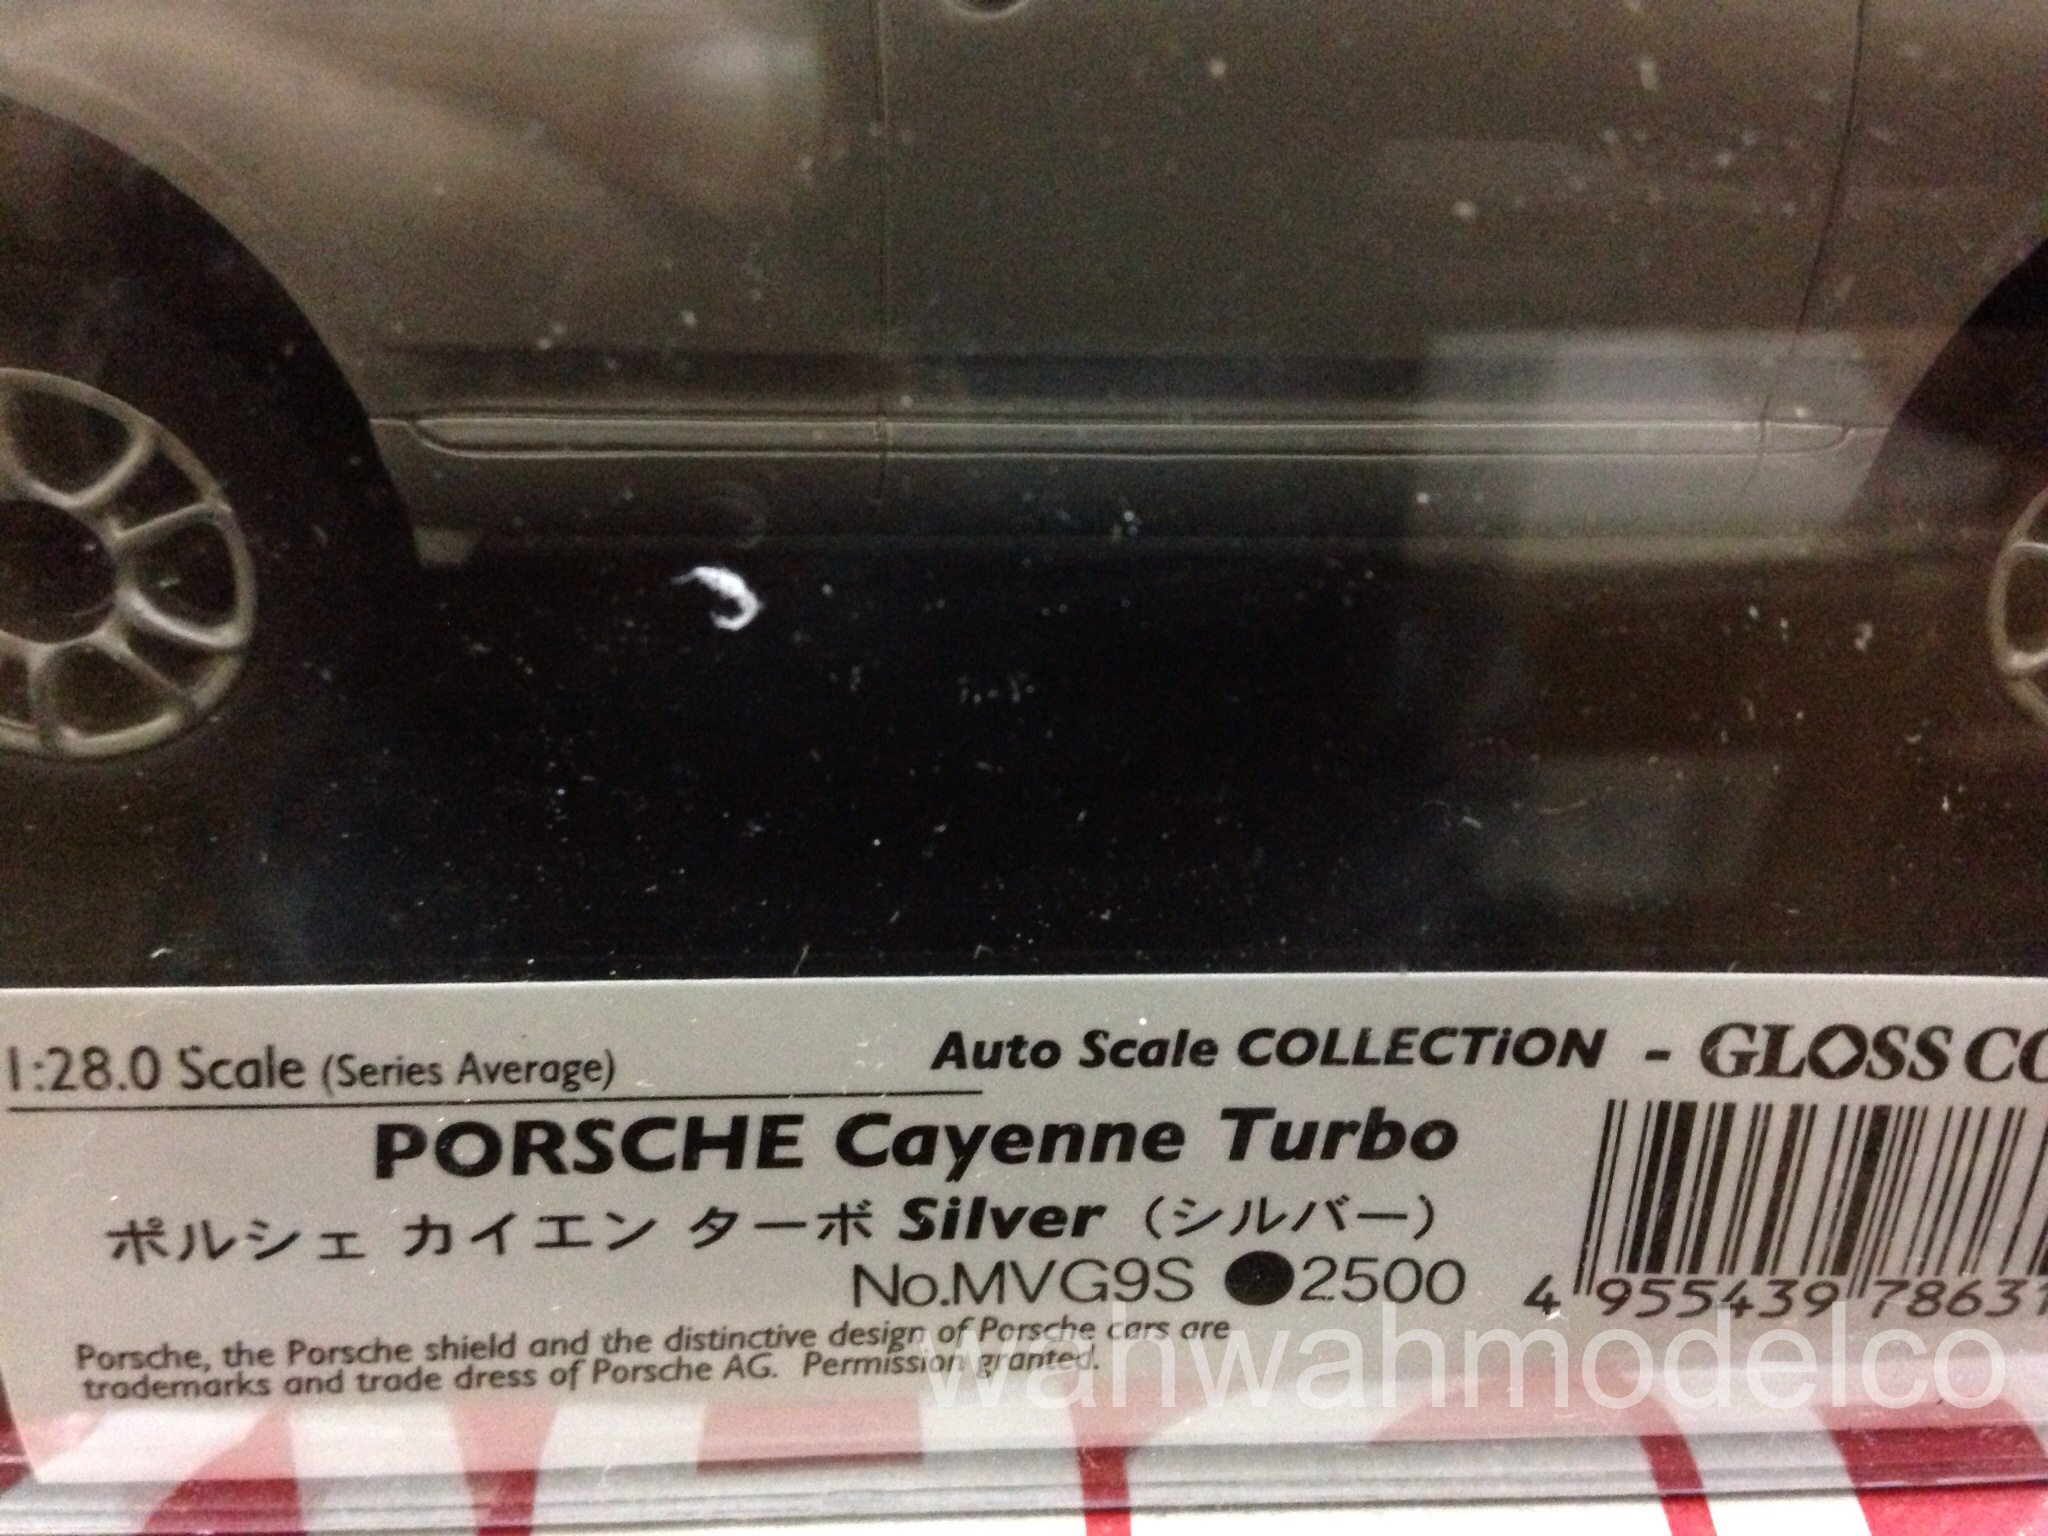 1:28.0 Scale (Series Average)
Auto Scale COLLECTiON - GLOSS CO
PORSCHE Cayenne Turbo
ポルシェ カイエン ターボ Silver (シルバー)
No.MVG9S ●2500
4 955439 78631
Porsche, the Porsche shield and the distinctive design of Porsche cars are
trademarks and trade dress of Porsche AG. Permission granted.
wahwahmodelco